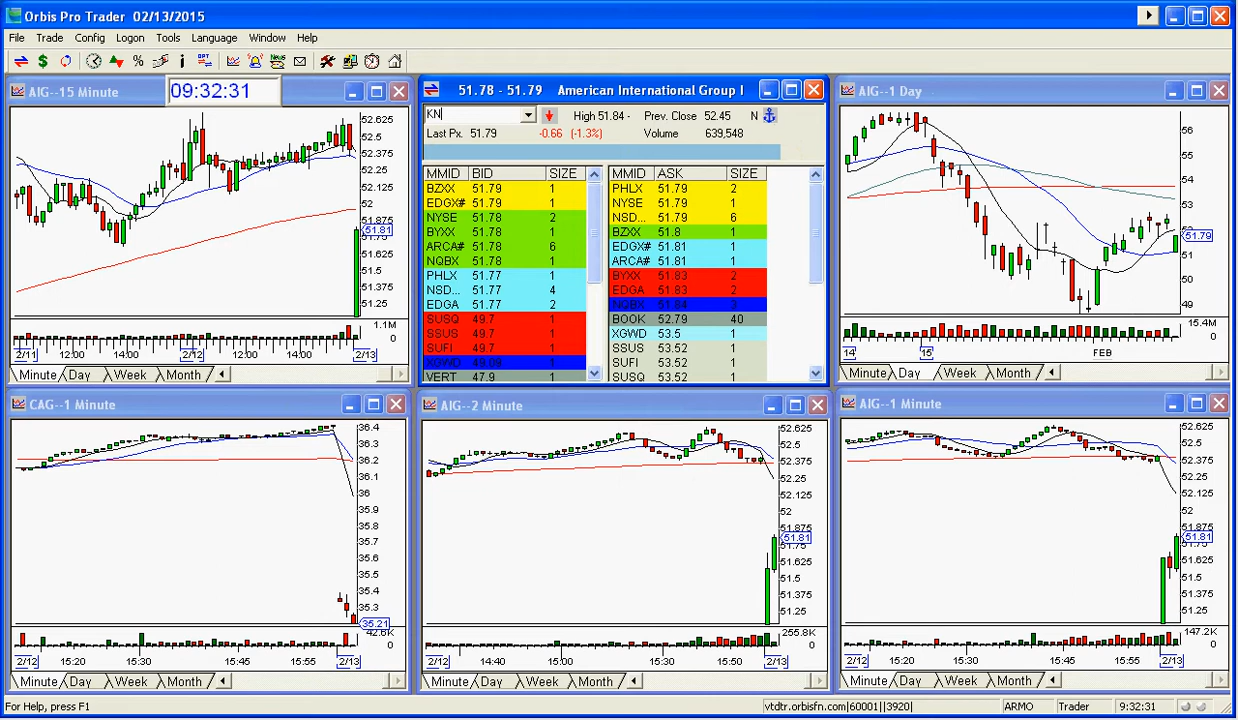 Orbis Pro Trader 02/13/2015
File Trade Config Logon Tools Language Window Help
AIG--15 Minute
09:32:31
52.625
52.375
52.25
52.125
52
51.875
51.81
51.625
51.5
51.375
51.25
1.1M
0
2/11 12:00 14:00 2/12 12:00 14:00 2/13
Minute Day Week Month
51.78 - 51.79 American International Group I
KN High 51.84 - Prev. Close 52.45 N
Last Px. 51.79 -0.66 (-1.3%) Volume 639,548
MMID BID SIZE MMID ASK SIZE
BZXX 51.79 1 PHLX 51.79 2
EDGX# 51.79 1 NYSE 51.79 1
NYSE 51.78 2 NSD... 51.79 6
BYXX 51.78 1 BZXX 51.8 1
ARCA# 51.78 6 EDGX# 51.81 1
NQBX 51.78 1 ARCA# 51.81 1
PHLX 51.77 1 BYXX 51.83 2
NSD... 51.77 4 EDGA 51.83 2
EDGA 51.77 2 NQBX 51.84 3
SUSQ 49.7 1 BOOK 52.79 40
SSUS 49.7 1 XGWD 53.5 1
SUFI 49.7 1 SSUS 53.52 1
XGWD 49.09 1 SUFI 53.52 1
VERT 47.9 1 SUSQ 53.52 1
AIG--1 Day
56
55
54
53
51.79
51
50
49
15.4M
0
14' 15' FEB
Minute Day Week Month
CAG--1 Minute
36.4
36.3
36.2
36.1
36
35.9
35.8
35.7
35.6
35.5
35.4
35.3
35.21
42.6K
0
2/12 15:20 15:30 15:45 15:55 2/13
Minute Day Week Month
AIG--2 Minute
52.625
52.375
52.25
52.125
52
51.875
51.81
51.625
51.5
51.375
51.25
255.8K
0
2/12 14:40 15:00 15:30 15:50 2/13
Minute Day Week Month
AIG--1 Minute
52.625
52.375
52.25
52.125
52
51.875
51.81
51.625
51.5
51.375
51.25
147.2K
0
2/12 15:20 15:30 15:45 15:55 2/13
Minute Day Week Month
For Help, press F1 vtdtr.orbisfn.com|60001||3920| ARMO Trader 9:32:31